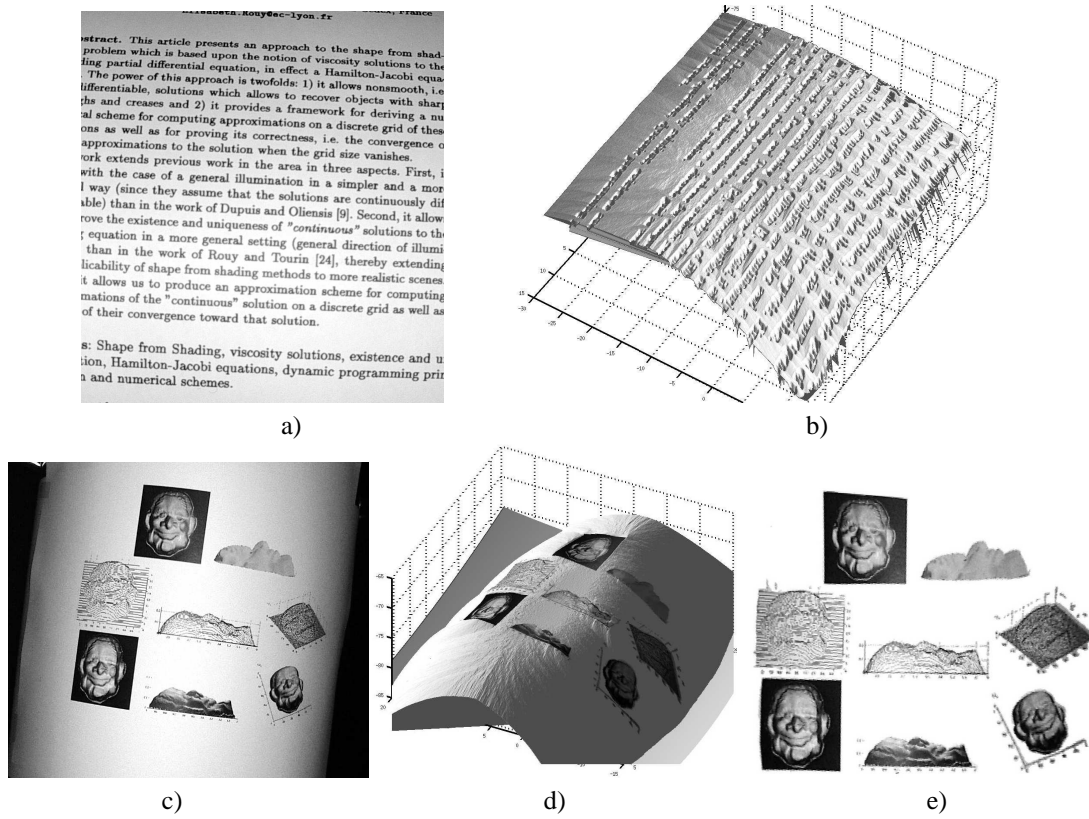 Elisabeth.Rouy@ec-lyon.fr
stract. This article presents an approach to the shape from shad-
problem which is based upon the notion of viscosity solutions to the
ding partial differential equation, in effect a Hamilton-Jacobi equa-
. The power of this approach is twofolds: 1) it allows nonsmooth, i.e.
differentiable, solutions which allows to recover objects with sharp
ghs and creases and 2) it provides a framework for deriving a nu
cal scheme for computing approximations on a discrete grid of these
ons as well as for proving its correctness, i.e. the convergence o
approximations to the solution when the grid size vanishes.
work extends previous work in the area in three aspects. First, i
with the case of a general illumination in a simpler and a more
l way (since they assume that the solutions are continuously dif
able) than in the work of Dupuis and Oliensis [9]. Second, it allow
rove the existence and uniqueness of "continuous" solutions to the
g equation in a more general setting (general direction of illumi
than in the work of Rouy and Tourin [24], thereby extending
licability of shape from shading methods to more realistic scenes.
it allows us to produce an approximation scheme for computing
mations of the "continuous" solution on a discrete grid as well as
of their convergence toward that solution.
s: Shape from Shading, viscosity solutions, existence and u
tion, Hamilton-Jacobi equations, dynamic programming prin
n and numerical schemes.
a)
b)
c)
d)
e)